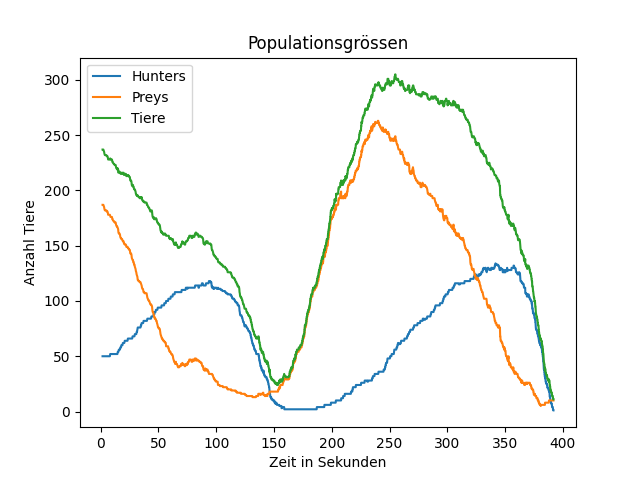 Populationsgrössen
Hunters
Preys
Tiere
Anzahl Tiere
300
250
200
150
100
50
0
0 50 100 150 200 250 300 350 400
Zeit in Sekunden